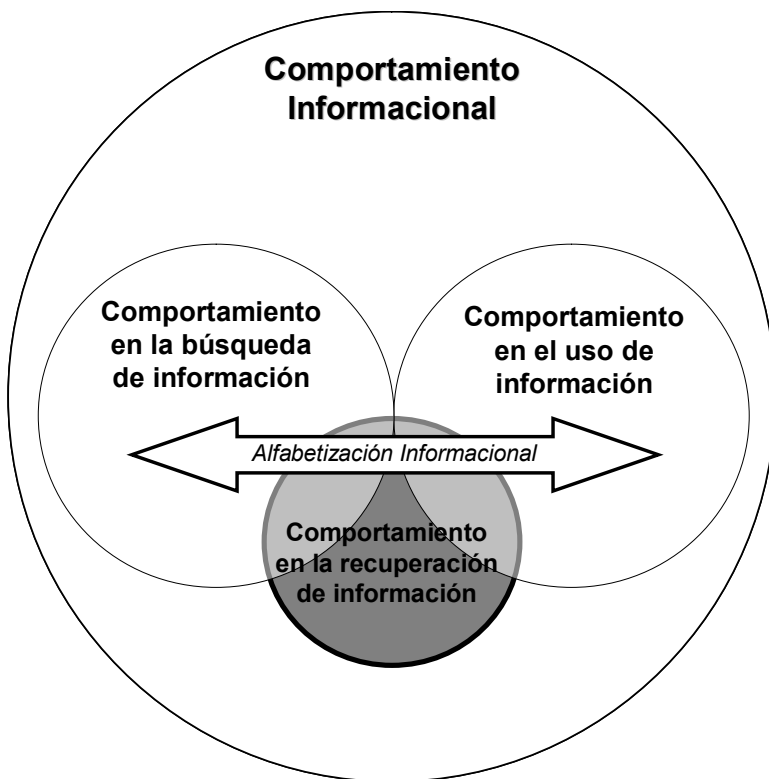 Comportamiento
Informacional
Comportamiento
en la búsqueda
de información
Comportamiento
en el uso de
información
Alfabetización Informacional
Comportamiento
en la recuperación
de información